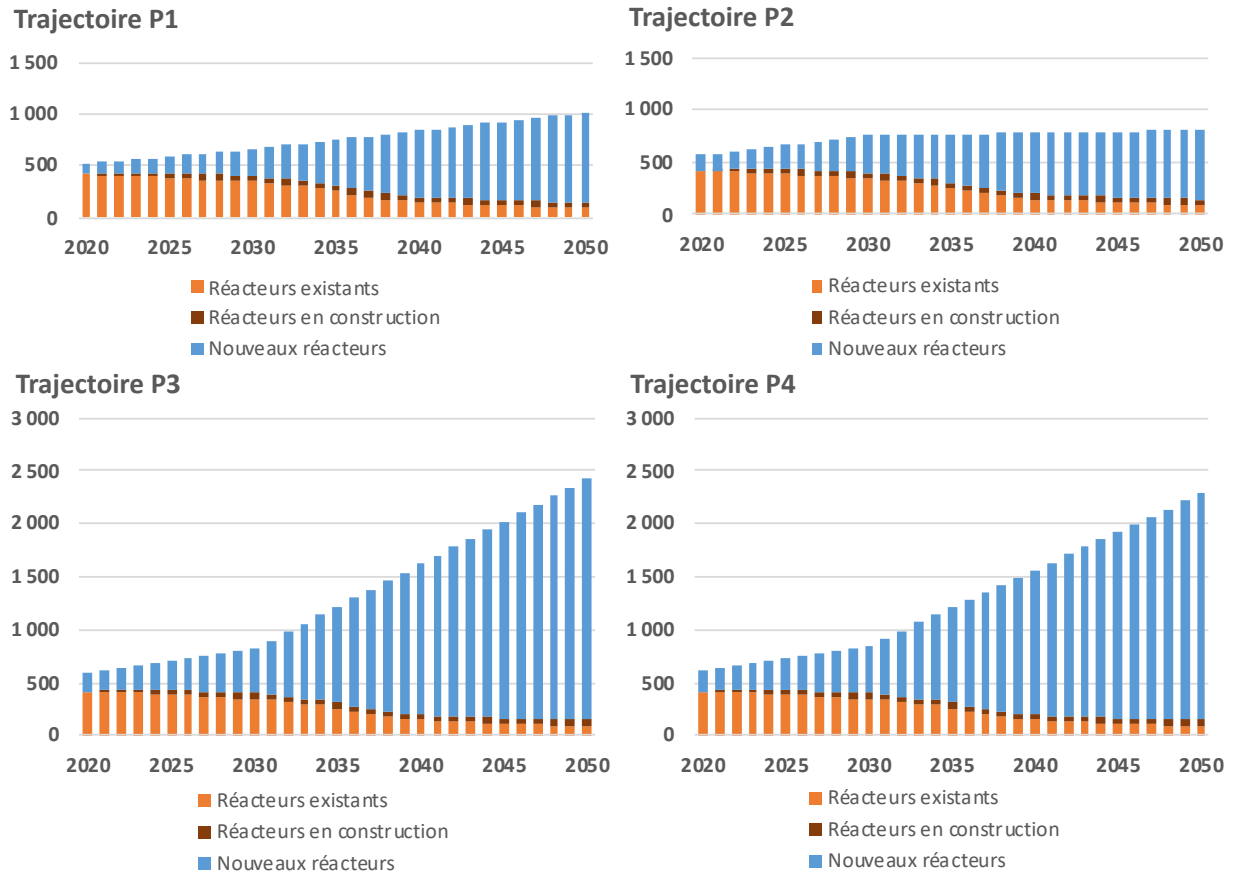 Trajectoire P1
1 500
1 000
500
0
2020 2025 2030 2035 2040 2045 2050
Réacteurs existants
Réacteurs en construction
Nouveaux réacteurs
Trajectoire P2
1 500
1 000
500
0
2020 2025 2030 2035 2040 2045 2050
Réacteurs existants
Réacteurs en construction
Nouveaux réacteurs
Trajectoire P3
3 000
2 500
2 000
1 500
1 000
500
0
2020 2025 2030 2035 2040 2045 2050
Réacteurs existants
Réacteurs en construction
Nouveaux réacteurs
Trajectoire P4
3 000
2 500
2 000
1 500
1 000
500
0
2020 2025 2030 2035 2040 2045 2050
Réacteurs existants
Réacteurs en construction
Nouveaux réacteurs